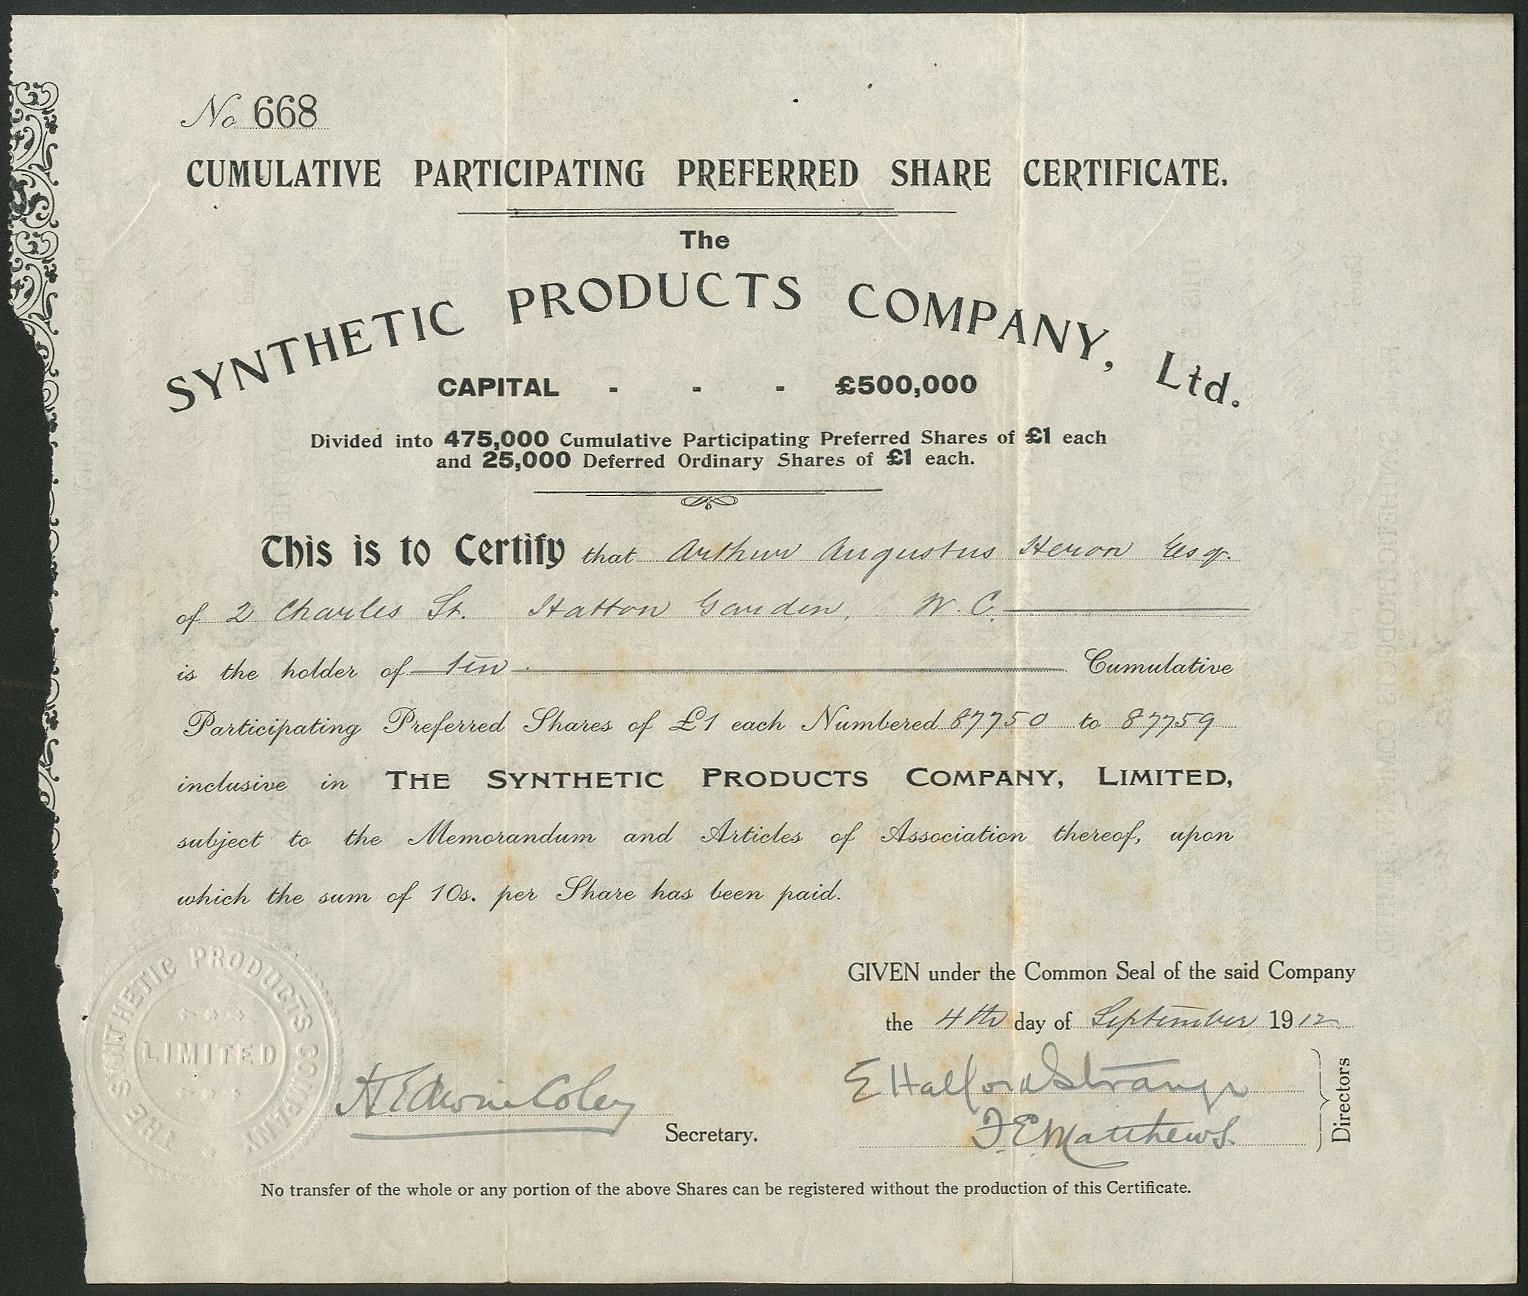 No 668
CUMULATIVE PARTICIPATING PREFERRED SHARE CERTIFICATE.
The
SYNTHETIC PRODUCTS COMPANY, Ltd.
CAPITAL - - - £500,000
Divided into 475,000 Cumulative Participating Preferred Shares of £1 each
and 25,000 Deferred Ordinary Shares of £1 each.
This is to Certify that Arthur Augustus Heron Esqr.
of 2 Charles St. Hatton Garden, W.C.
is the holder of ten Cumulative
Participating Preferred Shares of £1 each Numbered 87750 to 87759
inclusive in THE SYNTHETIC PRODUCTS COMPANY, LIMITED,
subject to the Memorandum and Articles of Association thereof, upon
which the sum of 10s. per Share has been paid.
GIVEN under the Common Seal of the said Company
the 4th day of September 1912
THE SYNTHETIC PRODUCTS COMPANY
LIMITED
E Halford Strange
F. E. Matthews
Directors
H Edwin Coley
Secretary.
No transfer of the whole or any portion of the above Shares can be registered without the production of this Certificate.